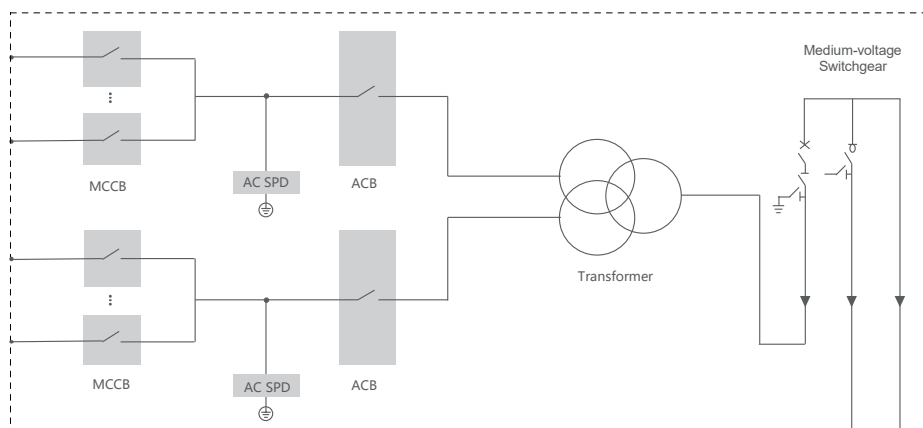 Medium-voltage
Switchgear
MCCB
AC SPD
ACB
Transformer
MCCB
AC SPD
ACB